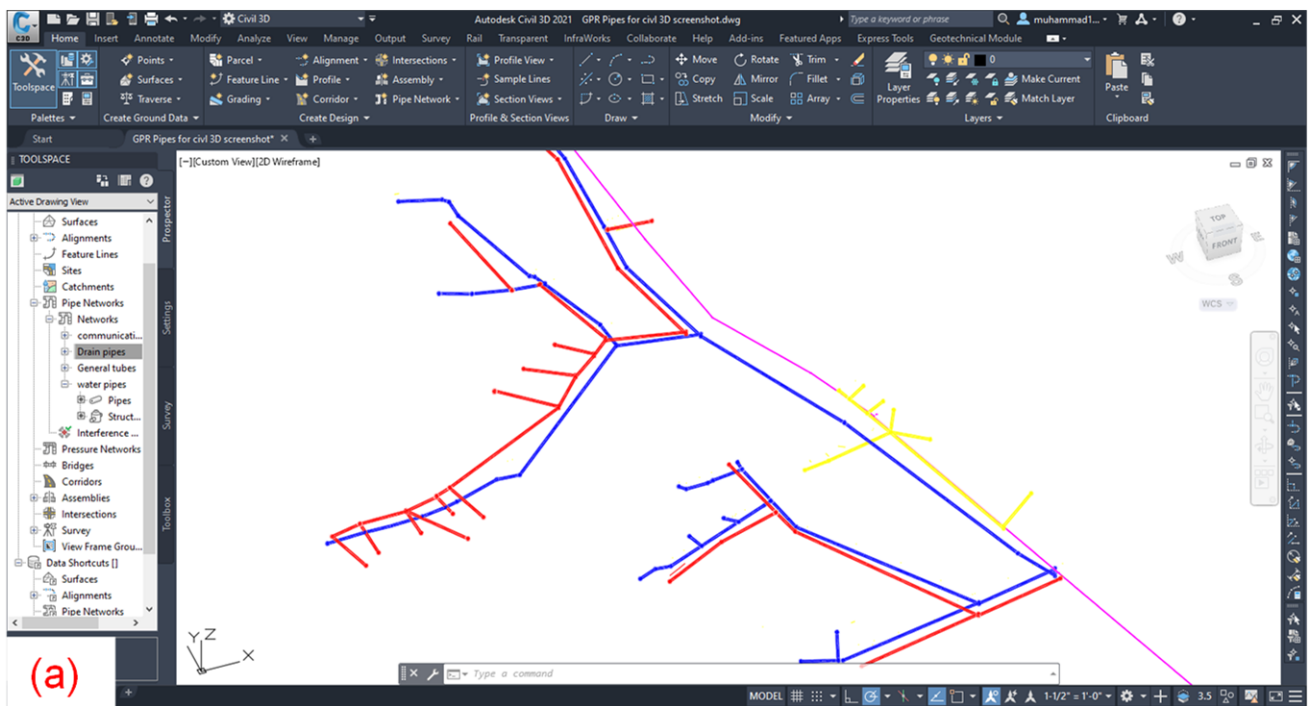 Civil 3D
Autodesk Civil 3D 2021 GPR Pipes for civl 3D screenshot.dwg
Type a keyword or phrase
muhammad1...
C3D
Home Insert Annotate Modify Analyze View Manage Output Survey Rail Transparent InfraWorks Collaborate Help Add-ins Featured Apps Express Tools Geotechnical Module
Toolspace
Points
Surfaces
Traverse
Parcel
Feature Line
Grading
Alignment
Profile
Corridor
Intersections
Assembly
Pipe Network
Profile View
Sample Lines
Section Views
Move
Copy
Stretch
Rotate
Mirror
Scale
Trim
Fillet
Array
Layer
Properties
0
Make Current
Match Layer
Paste
Palettes Create Ground Data Create Design Profile & Section Views Draw Modify Layers Clipboard
Start GPR Pipes for civl 3D screenshot*
TOOLSPACE
Active Drawing View
Surfaces
Alignments
Feature Lines
Sites
Catchments
Pipe Networks
Networks
communicati...
Drain pipes
General tubes
water pipes
Pipes
Struct...
Interference ...
Pressure Networks
Bridges
Corridors
Assemblies
Intersections
Survey
View Frame Grou...
Data Shortcuts []
Surfaces
Alignments
Pipe Networks
Prospector
Settings
Survey
Toolbox
[−][Custom View][2D Wireframe]
TOP
FRONT
W
E
S
WCS
Y
Z
X
(a)
Type a command
MODEL
1-1/2" = 1'-0"
3.5